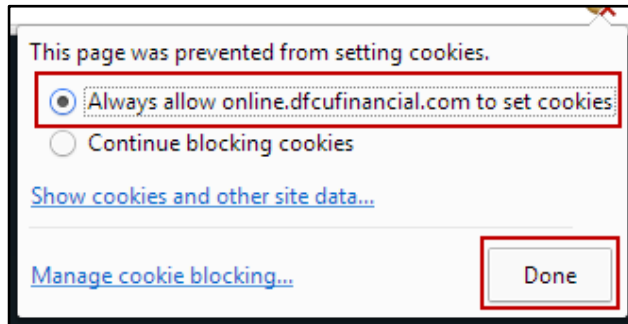 This page was prevented from setting cookies.
Always allow online.dfcufinancial.com to set cookies
Continue blocking cookies
Show cookies and other site data...
Manage cookie blocking...
Done